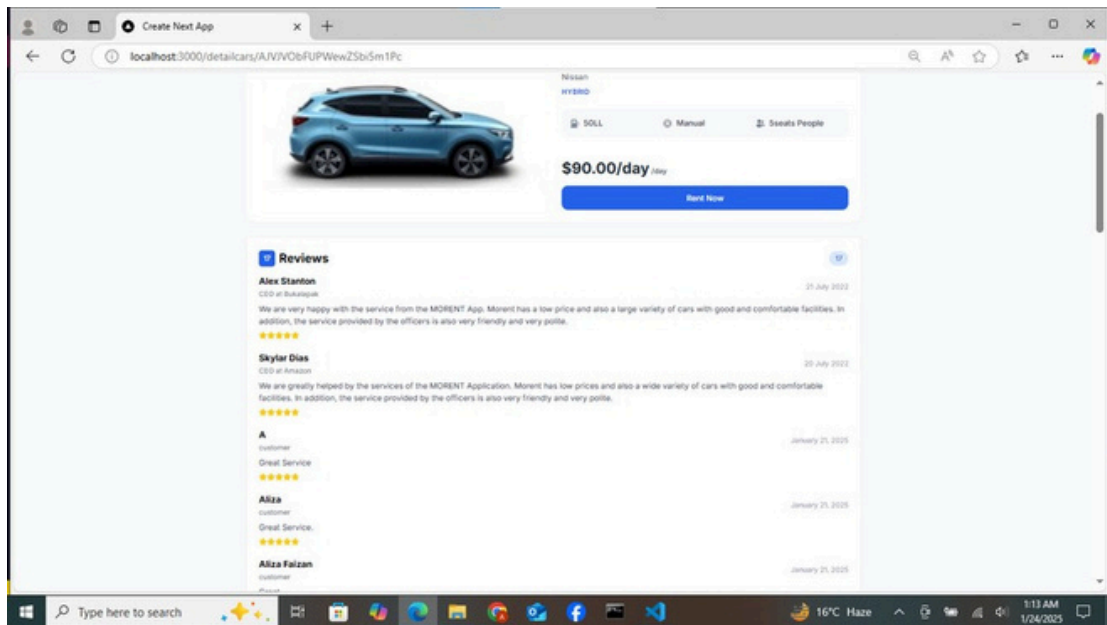 Create Next App
localhost:3000/detailcars/
Nissan
HYBRID
50LL Manual 5seats People
$90.00/day /day
Rent Now
Reviews
Alex Stanton 21 July 2022
CEO at Bukalapak
We are very happy with the service from the MORENT App. Morent has a low price and also a large variety of cars with good and comfortable facilities. In
addition, the service provided by the officers is also very friendly and very polite.
Skylar Dias 20 July 2022
CEO at Amazon
We are greatly helped by the services of the MORENT Application. Morent has low prices and also a wide variety of cars with good and comfortable
facilities. In addition, the service provided by the officers is also very friendly and very polite.
A January 21, 2025
customer
Great Service
Aliza January 21, 2025
customer
Great Service.
Aliza Faizan January 21, 2025
customer
Great
Type here to search 16°C Haze 1:13 AM
1/24/2025